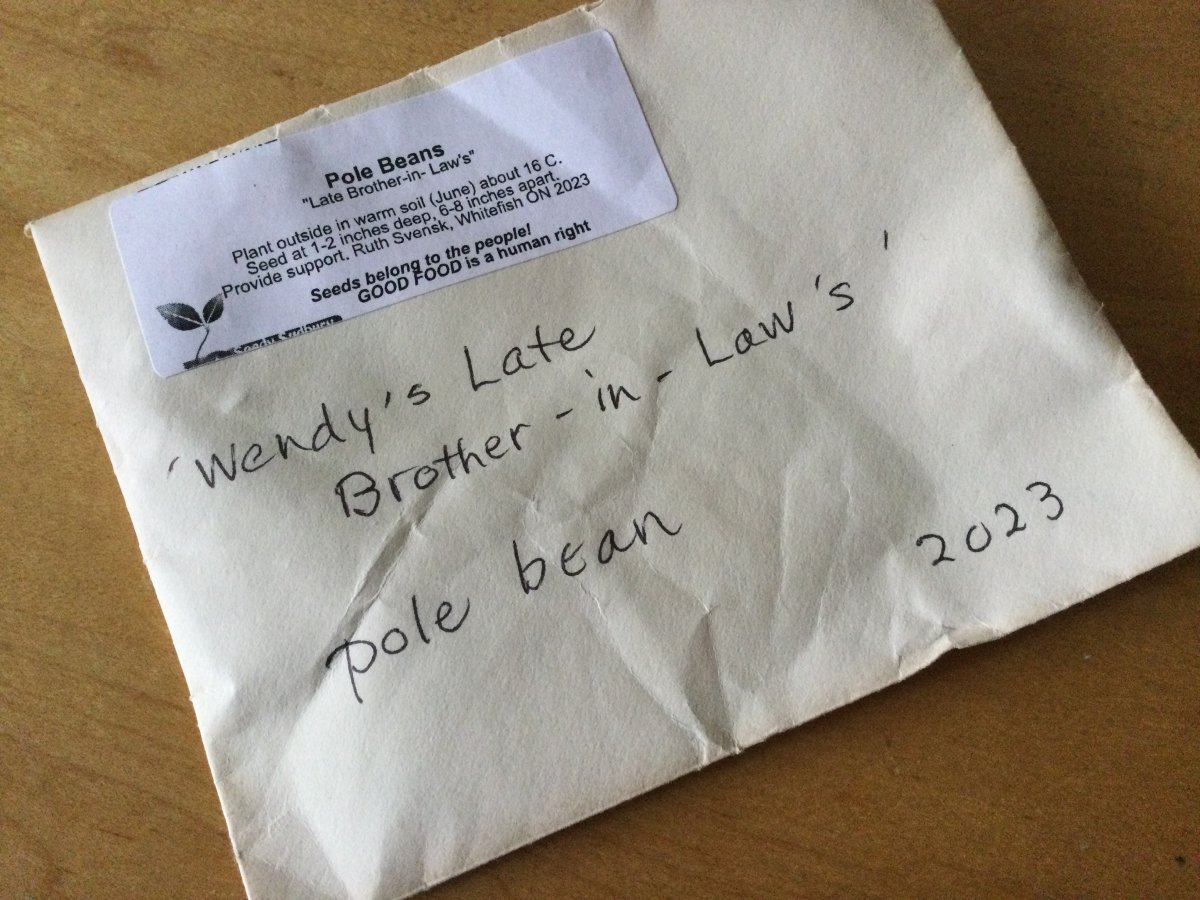 Pole Beans
"Late Brother-in- Law's"
Plant outside in warm soil (June) about 16 C.
Seed at 1-2 inches deep, 6-8 inches apart.
Provide support. Ruth Svensk, Whitefish ON 2023
Seeds belong to the people!
GOOD FOOD is a human right
Seedy Sudbury
'Wendy's Late
Brother-in-Law's'
pole bean
2023